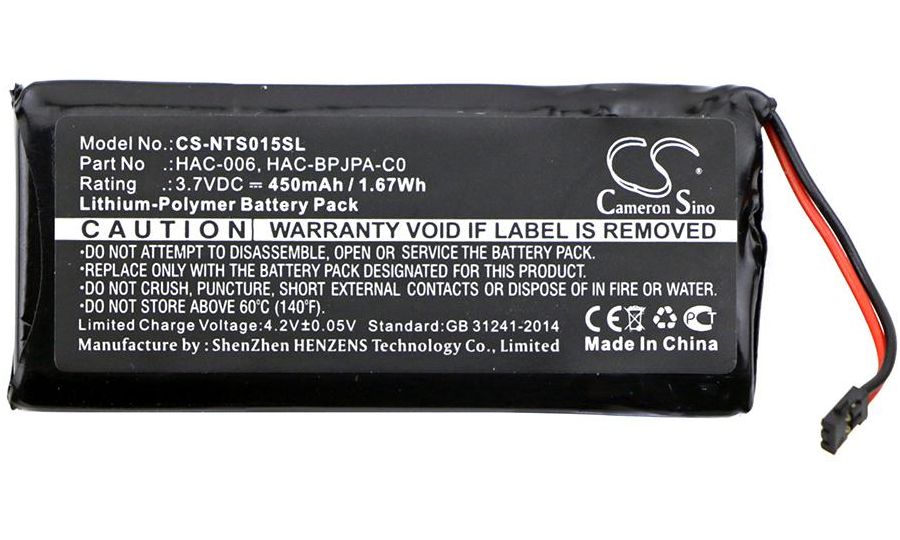 Model No.:CS-NTS015SL
Part No .:HAC-006, HAC-BPJPA-C0
Rating .:3.7VDC ⎓ 450mAh / 1.67Wh
Lithium-Polymer Battery Pack
CS
Cameron Sino
CAUTION WARRANTY VOID IF LABEL IS REMOVED
•DO NOT ATTEMPT TO DISASSEMBLE, OPEN OR SERVICE THE BATTERY PACK.
•REPLACE ONLY WITH THE BATTERY PACK DESIGNATED FOR THIS PRODUCT.
•DO NOT CRUSH, PUNCTURE, SHORT EXTERNAL CONTACTS OR DISPOSE OF IN FIRE OR WATER.
•DO NOT STORE ABOVE 60°C (140°F).
Limited Charge Voltage:4.2V±0.05V Standard:GB 31241-2014
Manufacture by : ShenZhen HENZENS Technology Co., Limited
CE PCT
Made In China